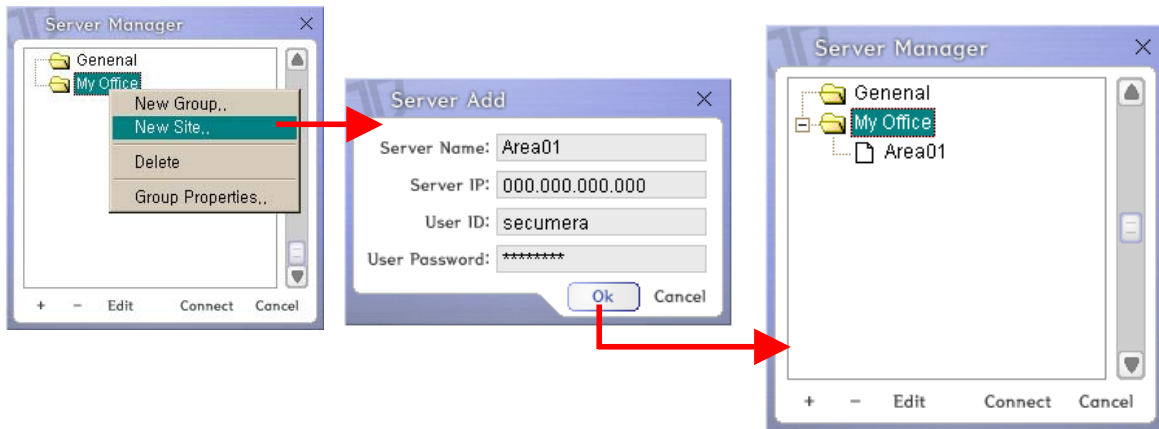 Server Manager
Genenal
My Office
New Group..
New Site..
Delete
Group Properties..
+ - Edit Connect Cancel
Server Add
Server Name: Area01
Server IP: 000.000.000.000
User ID: secumera
User Password: ********
Ok Cancel
Server Manager
Genenal
My Office
Area01
+ - Edit Connect Cancel